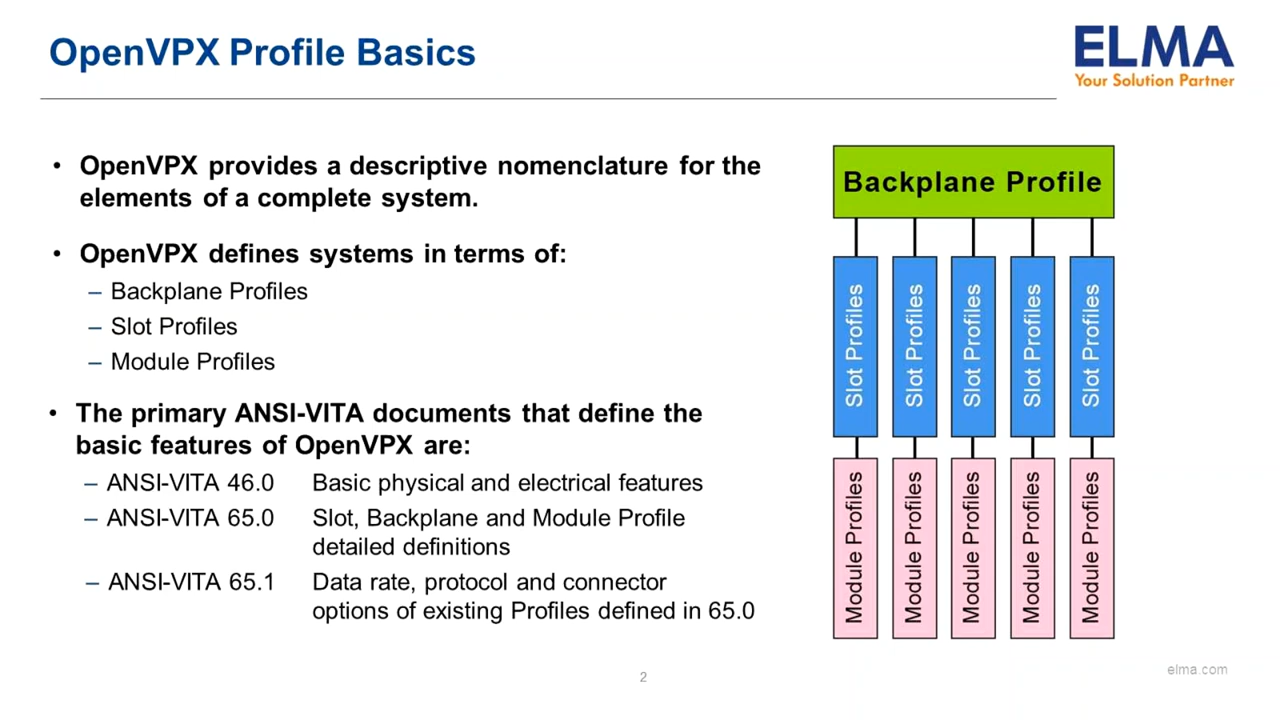 OpenVPX Profile Basics
ELMA
Your Solution Partner
• OpenVPX provides a descriptive nomenclature for the
elements of a complete system.
• OpenVPX defines systems in terms of:
– Backplane Profiles
– Slot Profiles
– Module Profiles
• The primary ANSI-VITA documents that define the
basic features of OpenVPX are:
– ANSI-VITA 46.0 Basic physical and electrical features
– ANSI-VITA 65.0 Slot, Backplane and Module Profile
detailed definitions
– ANSI-VITA 65.1 Data rate, protocol and connector
options of existing Profiles defined in 65.0
Backplane Profile
Slot Profiles
Slot Profiles
Slot Profiles
Slot Profiles
Slot Profiles
Module Profiles
Module Profiles
Module Profiles
Module Profiles
Module Profiles
2
elma.com